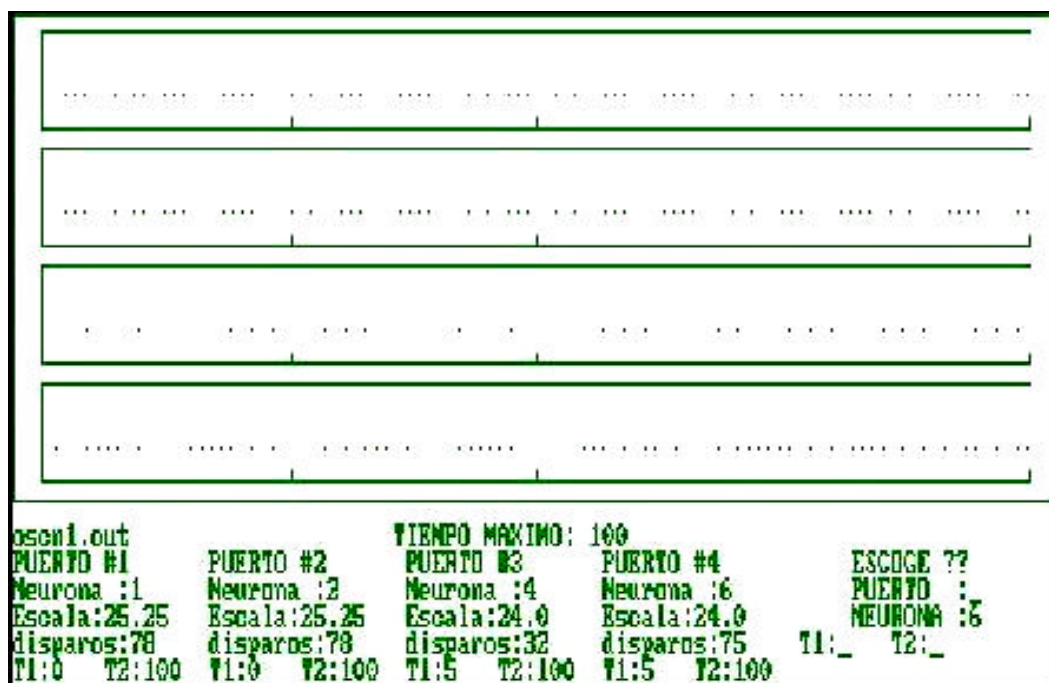 oscn1.out TIEMPO MAXIMO: 100
PUERTO #1 PUERTO #2 PUERTO #3 PUERTO #4 ESCOGE ??
Neurona :1 Neurona :2 Neurona :4 Neurona :6 PUERTO :_
Escala:25.25 Escala:25.25 Escala:24.0 Escala:24.0 NEURONA :6
disparos:78 disparos:78 disparos:32 disparos:75 T1:_ T2:_
T1:0 T2:100 T1:0 T2:100 T1:5 T2:100 T1:5 T2:100